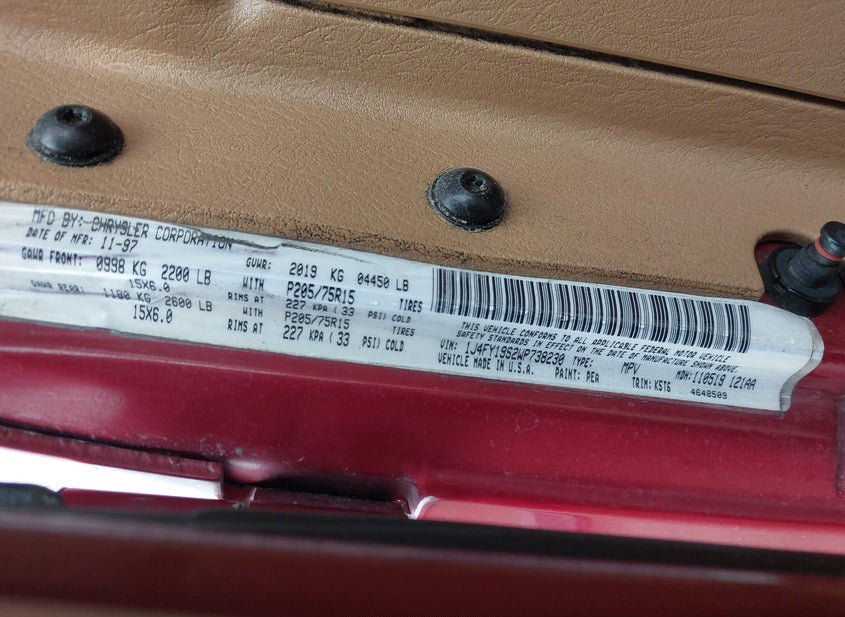 MFD BY: CHRYSLER CORPORATION
DATE OF MFR: 11-97
GAWR FRONT: 0998 KG 2200 LB
15X6.0
GAWR REAR: 1180 KG 2600 LB
15X6.0
GVWR: 2019 KG 04450 LB
WITH P205/75R15 TIRES
RIMS AT 227 KPA ( 33 PSI) COLD
WITH P205/75R15 TIRES
RIMS AT 227 KPA ( 33 PSI) COLD
THIS VEHICLE CONFORMS TO ALL APPLICABLE FEDERAL MOTOR VEHICLE
SAFETY STANDARDS IN EFFECT ON THE DATE OF MANUFACTURE SHOWN ABOVE.
VIN: 1J4FY19S2WP738230 TYPE: MPV MDH: 110519 121AA
VEHICLE MADE IN U.S.A. PAINT: PEA TRIM: K5T6 4648509